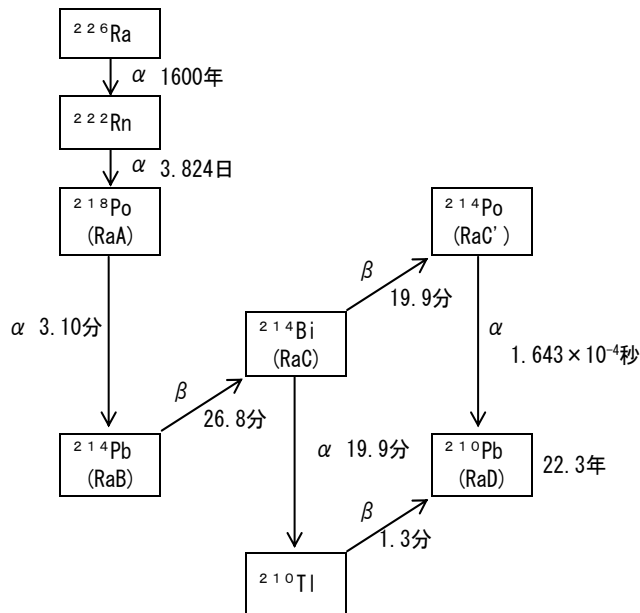 ²²⁶Ra
α 1600年
²²²Rn
α 3.824日
²¹⁸Po
(RaA)
²¹⁴Po
(RaC')
β
19.9分
α 3.10分
²¹⁴Bi
(RaC)
α
1.643×10⁻⁴秒
β
26.8分
²¹⁴Pb
(RaB)
α 19.9分
²¹⁰Pb
(RaD)
22.3年
β
1.3分
²¹⁰Tl